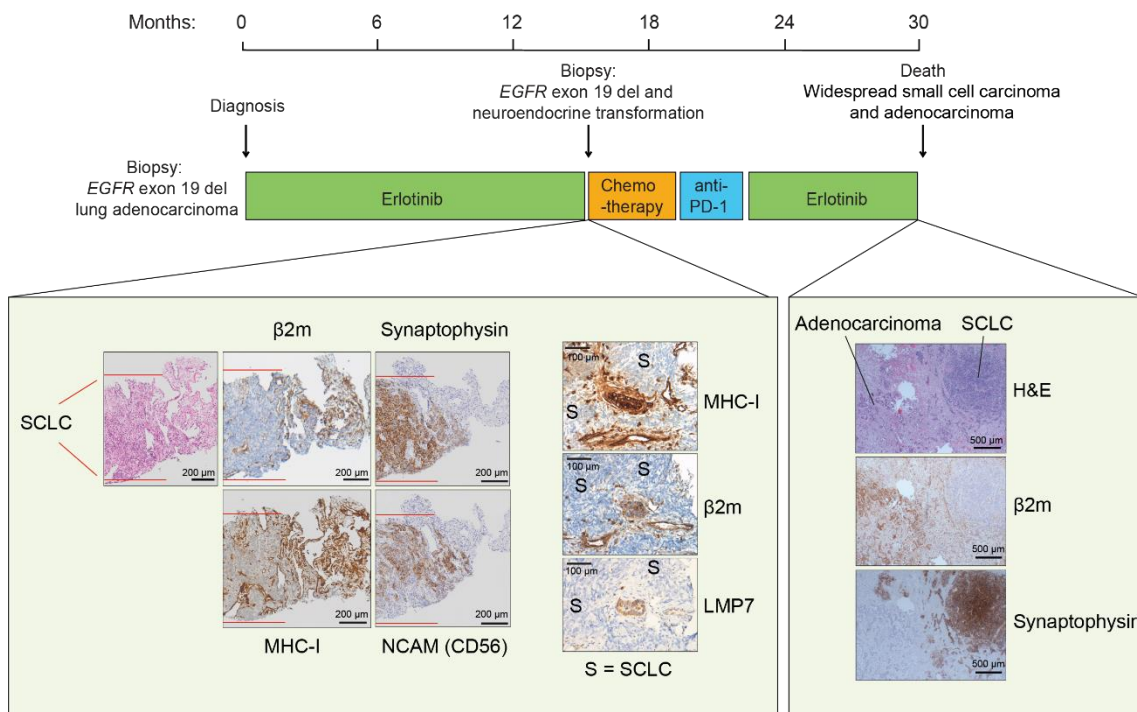 Months: 0 6 12 18 24 30
Diagnosis
Biopsy:
EGFR exon 19 del and
neuroendocrine transformation
Death
Widespread small cell carcinoma
and adenocarcinoma
Biopsy:
EGFR exon 19 del
lung adenocarcinoma
Erlotinib
Chemo
-therapy
anti-
PD-1
Erlotinib
β2m
Synaptophysin
SCLC
200 µm
200 µm
200 µm
200 µm
200 µm
MHC-I
NCAM (CD56)
100 µm
S
S
MHC-I
100 µm
S
S
β2m
100 µm
S
S
LMP7
S = SCLC
Adenocarcinoma
SCLC
H&E
500 µm
β2m
500 µm
Synaptophysin
500 µm